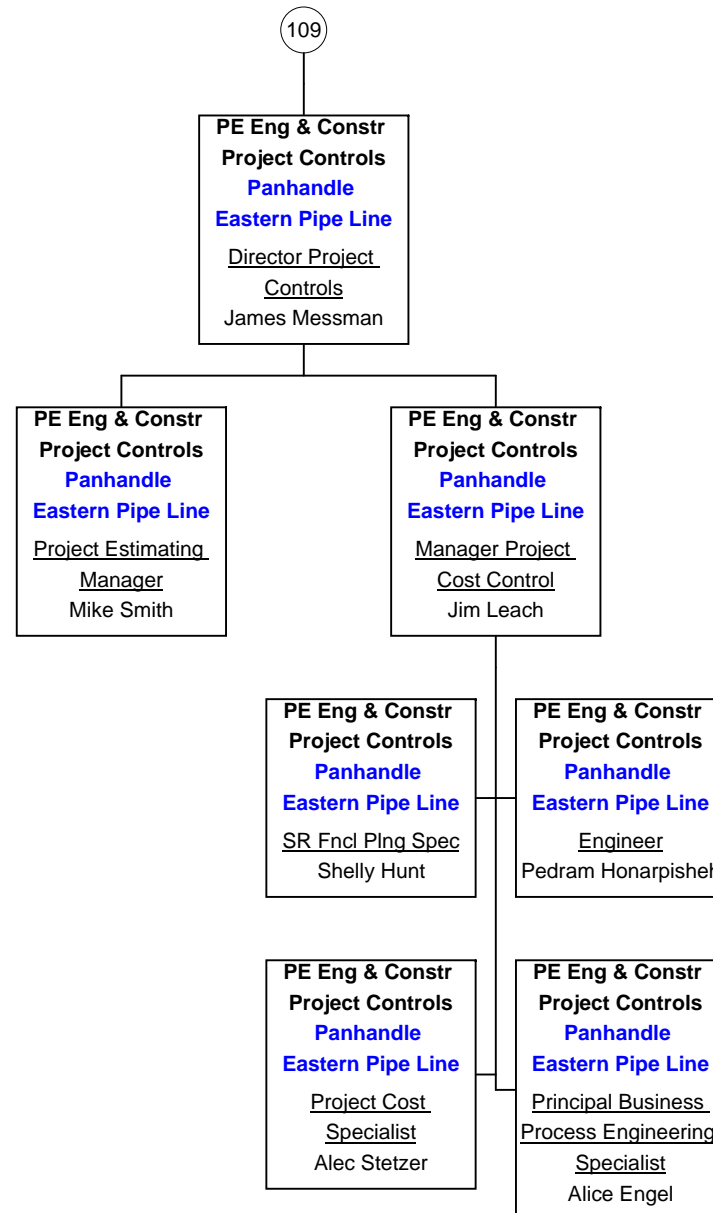 109
PE Eng & Constr
Project Controls
Panhandle
Eastern Pipe Line
Director Project
Controls
James Messman
PE Eng & Constr
Project Controls
Panhandle
Eastern Pipe Line
Project Estimating
Manager
Mike Smith
PE Eng & Constr
Project Controls
Panhandle
Eastern Pipe Line
Manager Project
Cost Control
Jim Leach
PE Eng & Constr
Project Controls
Panhandle
Eastern Pipe Line
SR Fncl Plng Spec
Shelly Hunt
PE Eng & Constr
Project Controls
Panhandle
Eastern Pipe Line
Engineer
Pedram Honarpisheh
PE Eng & Constr
Project Controls
Panhandle
Eastern Pipe Line
Project Cost
Specialist
Alec Stetzer
PE Eng & Constr
Project Controls
Panhandle
Eastern Pipe Line
Principal Business
Process Engineering
Specialist
Alice Engel